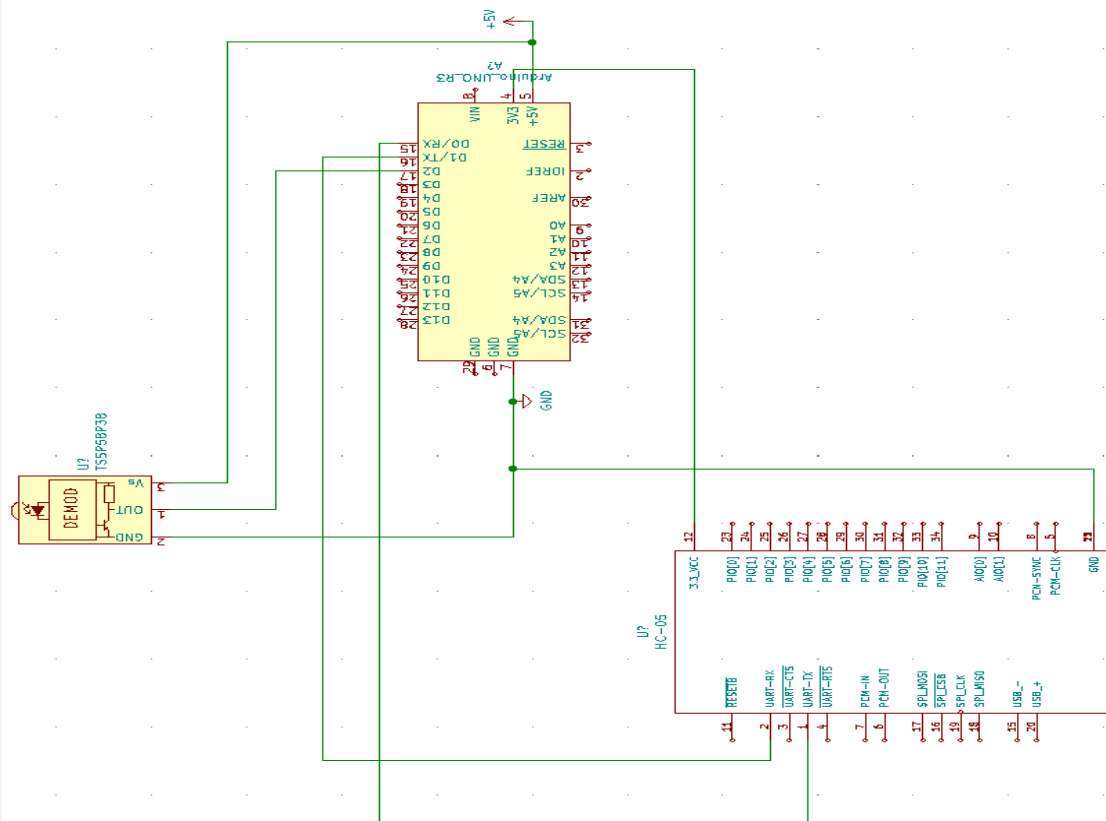 +5V
A?
Arduino_UNO_R3
8
4
5
VIN
3V3
+5V
15
D0/RX
16
D1/TX
17
D2
18
D3
19
D4
20
D5
21
D6
22
D7
23
D8
24
D9
25
D10
26
D11
27
D12
28
D13
RESET
3
IOREF
2
AREF
30
A0
9
A1
10
A2
11
A3
12
SDA/A4
13
SCL/A5
14
SDA/A4
31
32
GND
GND
GND
29
6
7
GND
U?
TSSP58P38
DEMOD
Vs
3
OUT
1
GND
2
U?
HC-05
12
23
24
25
26
27
28
29
30
31
32
33
34
9
10
8
5
3.3_VCC
PIO[0]
PIO[1]
PIO[2]
PIO[3]
PIO[4]
PIO[5]
PIO[6]
PIO[7]
PIO[8]
PIO[9]
PIO[10]
PIO[11]
AIO[0]
AIO[1]
PCM-SYNC
PCM-CLK
GND
RESETB
UART-RX
UART-CTS
UART-TX
UART-RTS
PCM-IN
PCM-OUT
SPI_MOSI
SPI_CSB
SPI_CLK
SPI_MISO
USB_-
USB_+
11
2
3
1
4
7
6
17
16
19
18
15
20